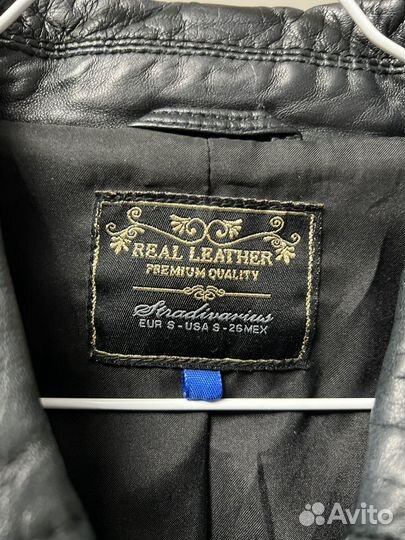 REAL LEATHER
PREMIUM QUALITY
Stradivarius
EUR S - USA S - 26MEX
Avito